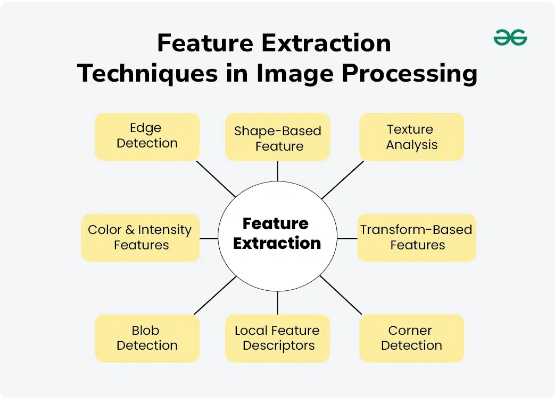 Feature Extraction
Techniques in Image Processing
Edge
Detection
Shape-Based
Feature
Texture
Analysis
Color & Intensity
Features
Feature
Extraction
Transform-Based
Features
Blob
Detection
Local Feature
Descriptors
Corner
Detection